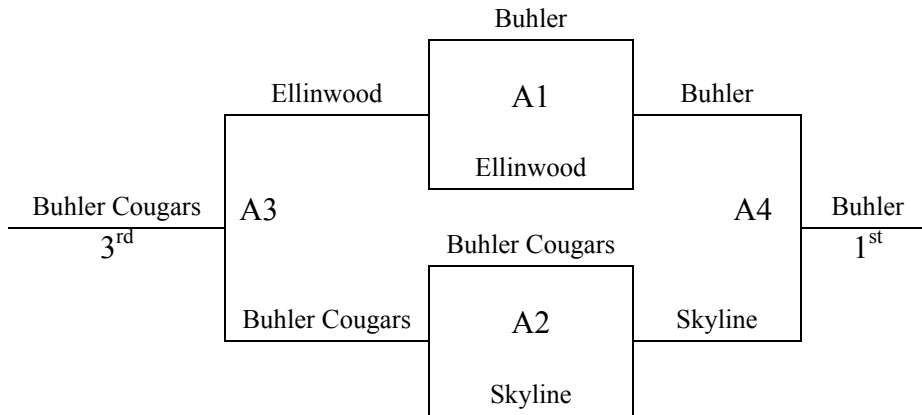 Buhler
Ellinwood
A1
Buhler
Ellinwood
Buhler Cougars
A3
A4
Buhler
3rd
1st
Buhler Cougars
Buhler Cougars
A2
Skyline
Skyline